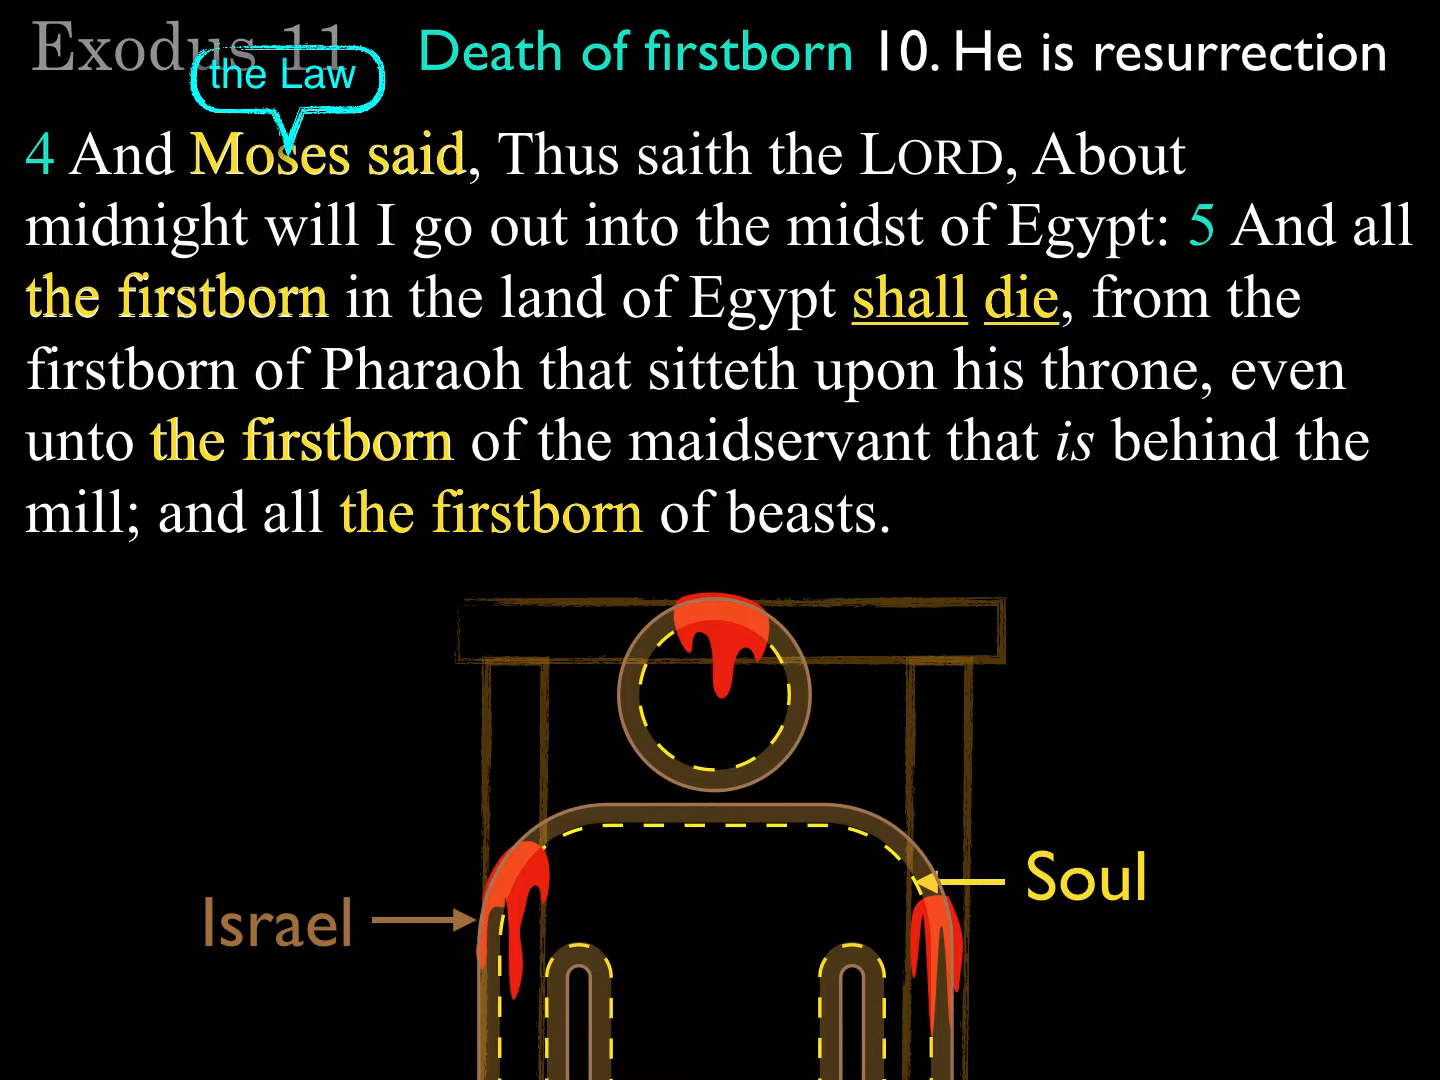 Exodus 11
the Law
Death of firstborn 10. He is resurrection
4 And Moses said, Thus saith the LORD, About
midnight will I go out into the midst of Egypt: 5 And all
the firstborn in the land of Egypt shall die, from the
firstborn of Pharaoh that sitteth upon his throne, even
unto the firstborn of the maidservant that is behind the
mill; and all the firstborn of beasts.
Soul
Israel